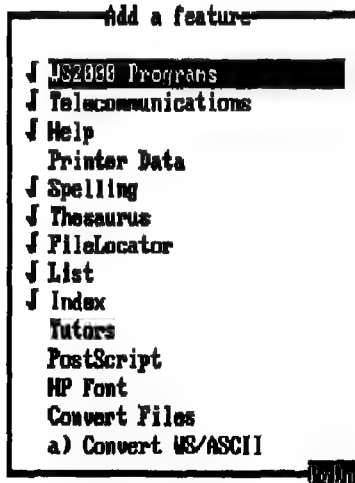 Add a feature
√ WS2000 Programs
√ Telecommunications
√ Help
Printer Data
√ Spelling
√ Thesaurus
√ FileLocator
√ List
√ Index
Tutors
PostScript
HP Font
Convert Files
a) Convert WS/ASCII